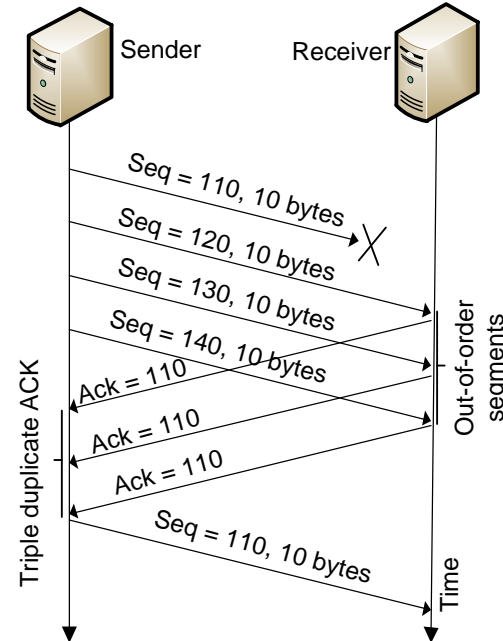 Sender
Receiver
Seq = 110, 10 bytes
Seq = 120, 10 bytes
Seq = 130, 10 bytes
Seq = 140, 10 bytes
Out-of-order
segments
Ack = 110
Ack = 110
Ack = 110
Triple duplicate ACK
Seq = 110, 10 bytes
Time